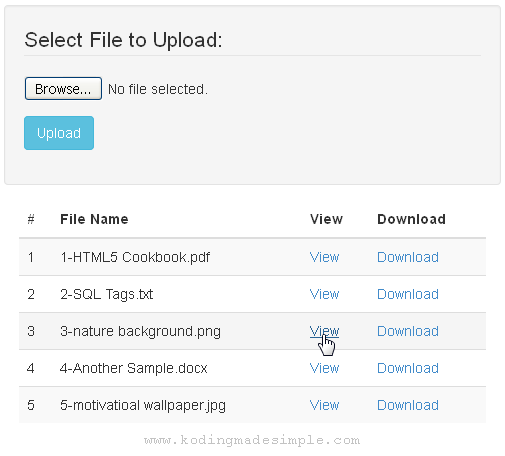 Select File to Upload:
Browse... No file selected.
Upload
# File Name View Download
1 1-HTML5 Cookbook.pdf View Download
2 2-SQL Tags.txt View Download
3 3-nature background.png View Download
4 4-Another Sample.docx View Download
5 5-motivatioal wallpaper.jpg View Download
www.kodingmadesimple.com